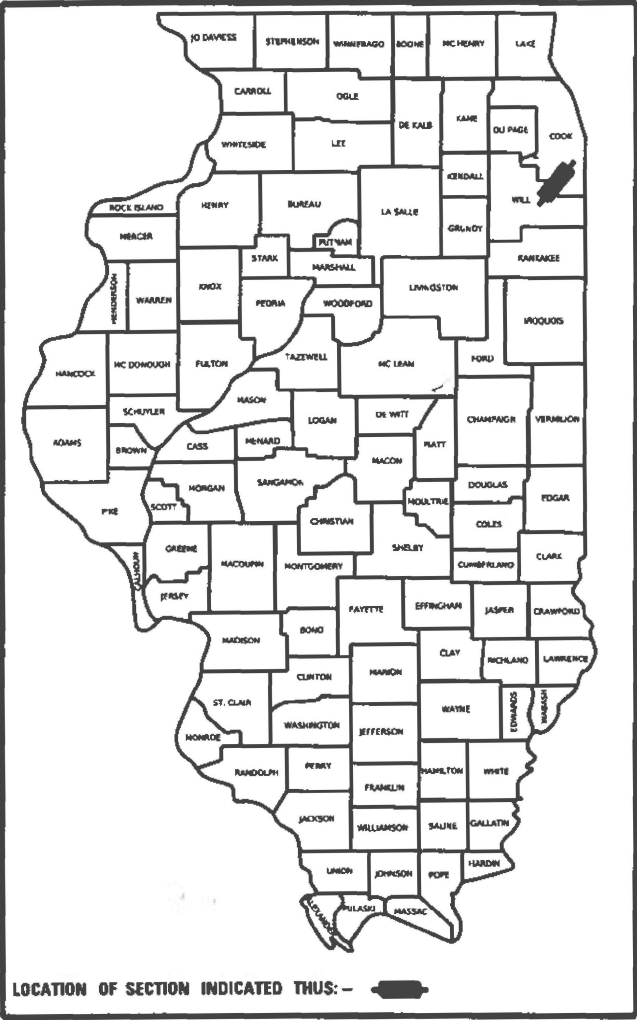 JO DAVIESS STEPHENSON WINNEBAGO BOONE MC HENRY LAKE
CARROLL OGLE DE KALB KANE DU PAGE COOK
WHITESIDE LEE KENDALL WILL
ROCK ISLAND HENRY BUREAU LA SALLE GRUNDY
MERCER PUTNAM
STARK MARSHALL KANKAKEE
HENDERSON WARREN KNOX PEORIA WOODFORD LIVINGSTON IROQUOIS
HANCOCK MC DONOUGH FULTON TAZEWELL MC LEAN FORD
MASON
SCHUYLER LOGAN DE WITT CHAMPAIGN VERMILION
ADAMS BROWN CASS MENARD MACON PIATT
PIKE SCOTT MORGAN SANGAMON MOULTRIE DOUGLAS EDGAR
CHRISTIAN COLES
CALHOUN GREENE MACOUPIN MONTGOMERY SHELBY CUMBERLAND CLARK
JERSEY FAYETTE EFFINGHAM JASPER CRAWFORD
MADISON BOND
CLINTON MARION CLAY RICHLAND LAWRENCE
ST. CLAIR WASHINGTON JEFFERSON WAYNE EDWARDS WABASH
MONROE
RANDOLPH PERRY FRANKLIN HAMILTON WHITE
JACKSON WILLIAMSON SALINE GALLATIN
UNION JOHNSON POPE HARDIN
ALEXANDER PULASKI MASSAC
LOCATION OF SECTION INDICATED THUS: –